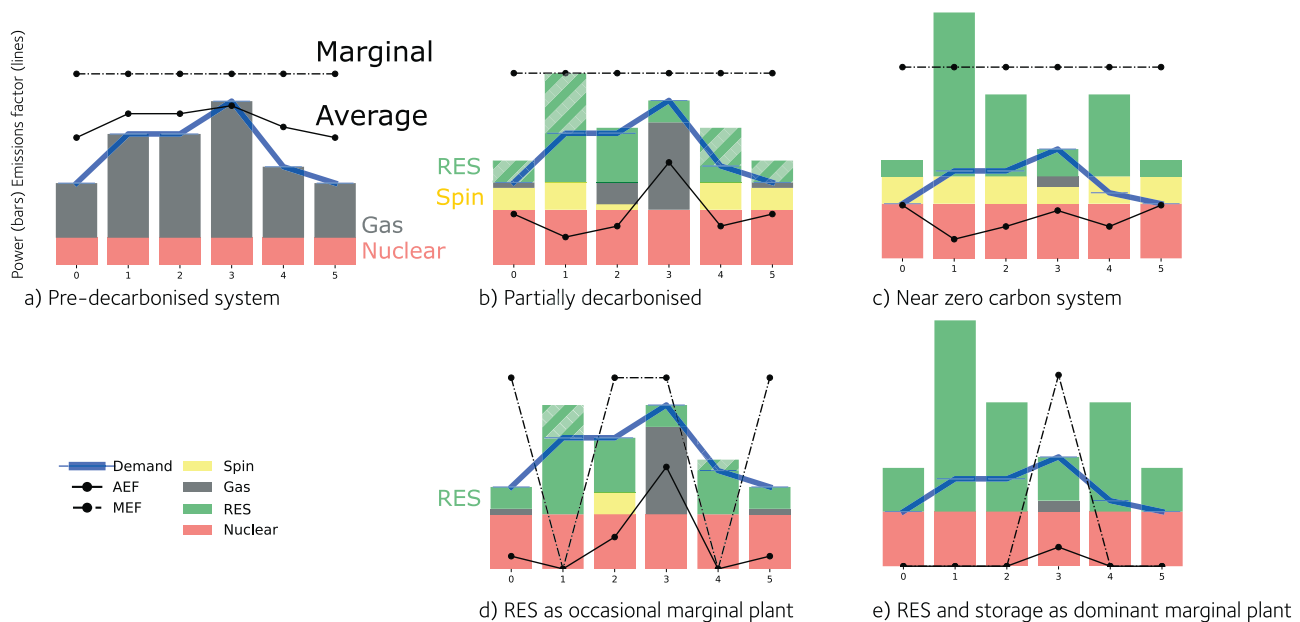 Power (bars) Emissions factor (lines)
Marginal
Average
Gas
Nuclear
0 1 2 3 4 5
a) Pre-decarbonised system
RES
Spin
0 1 2 3 4 5
b) Partially decarbonised
0 1 2 3 4 5
c) Near zero carbon system
Demand
AEF
MEF
Spin
Gas
RES
Nuclear
RES
0 1 2 3 4 5
d) RES as occasional marginal plant
0 1 2 3 4 5
e) RES and storage as dominant marginal plant